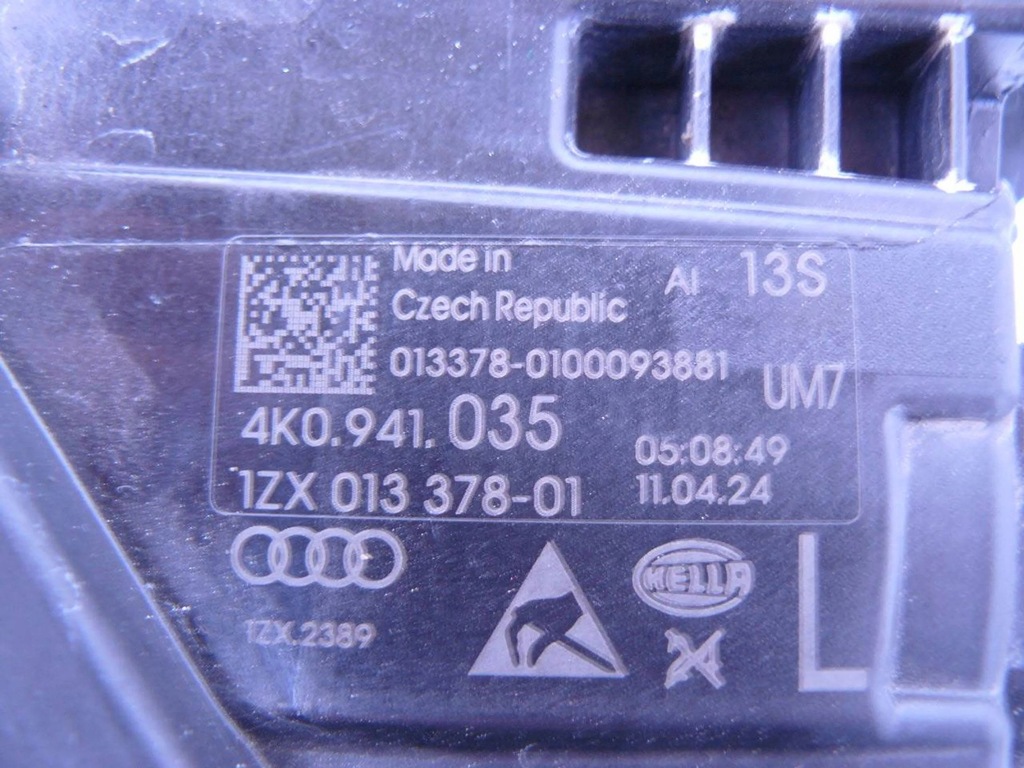 Made in
Czech Republic
AI 13S
013378-0100093881
UM7
4K0.941.035
05:08:49
1ZX 013 378-01
11.04.24
HELLA
L
1ZX.2389